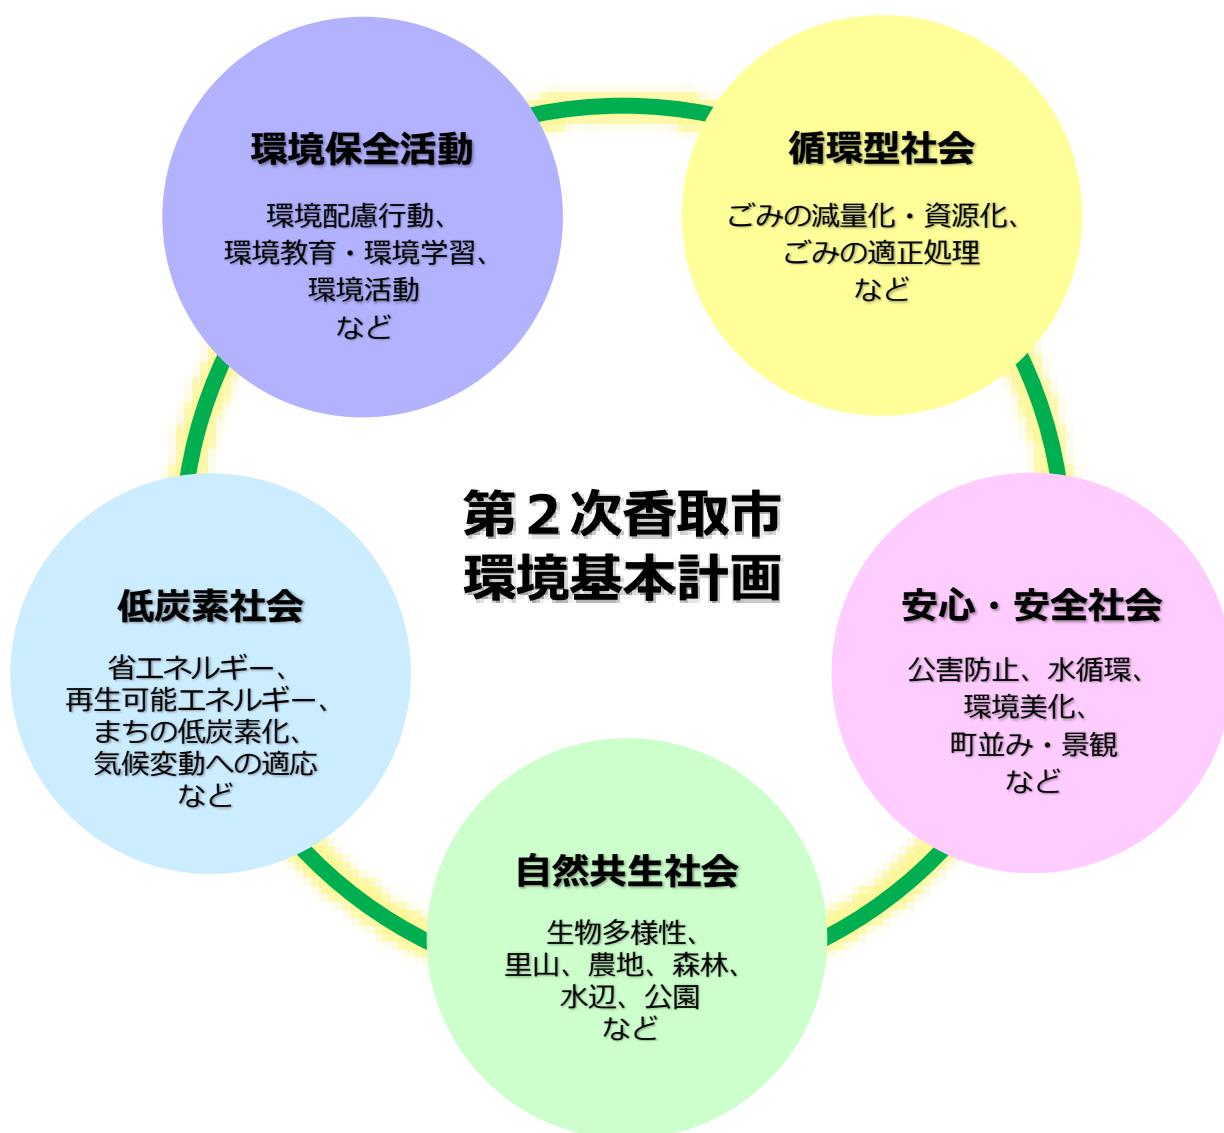 環境保全活動
環境配慮行動、
環境教育・環境学習、
環境活動
など
循環型社会
ごみの減量化・資源化、
ごみの適正処理
など
第２次香取市
環境基本計画
低炭素社会
省エネルギー、
再生可能エネルギー、
まちの低炭素化、
気候変動への適応
など
安心・安全社会
公害防止、水循環、
環境美化、
町並み・景観
など
自然共生社会
生物多様性、
里山、農地、森林、
水辺、公園
など